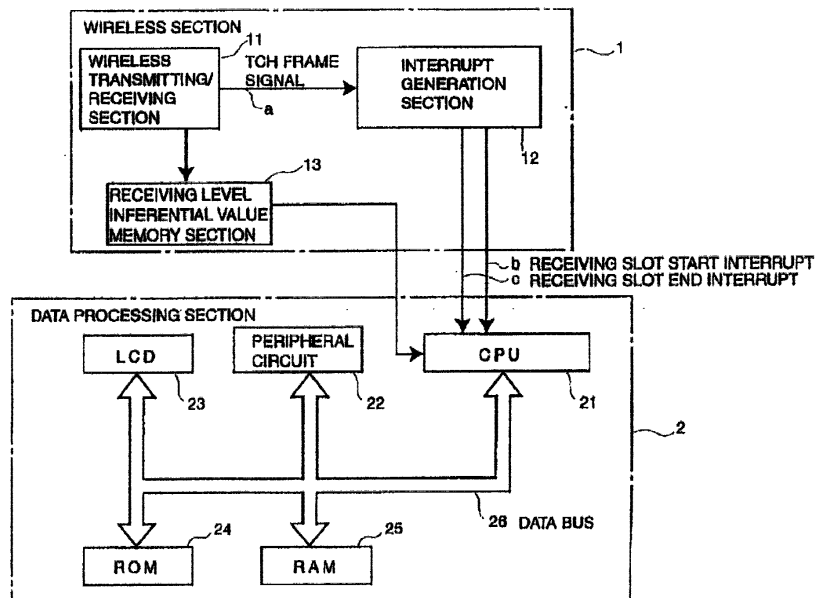 WIRELESS SECTION
11
1
WIRELESS
TRANSMITTING/
RECEIVING
SECTION
TCH FRAME
SIGNAL
a
INTERRUPT
GENERATION
SECTION
12
13
RECEIVING LEVEL
INFERENTIAL VALUE
MEMORY SECTION
b RECEIVING SLOT START INTERRUPT
c RECEIVING SLOT END INTERRUPT
DATA PROCESSING SECTION
LCD
23
PERIPHERAL
CIRCUIT
22
CPU
21
2
26 DATA BUS
24
ROM
25
RAM